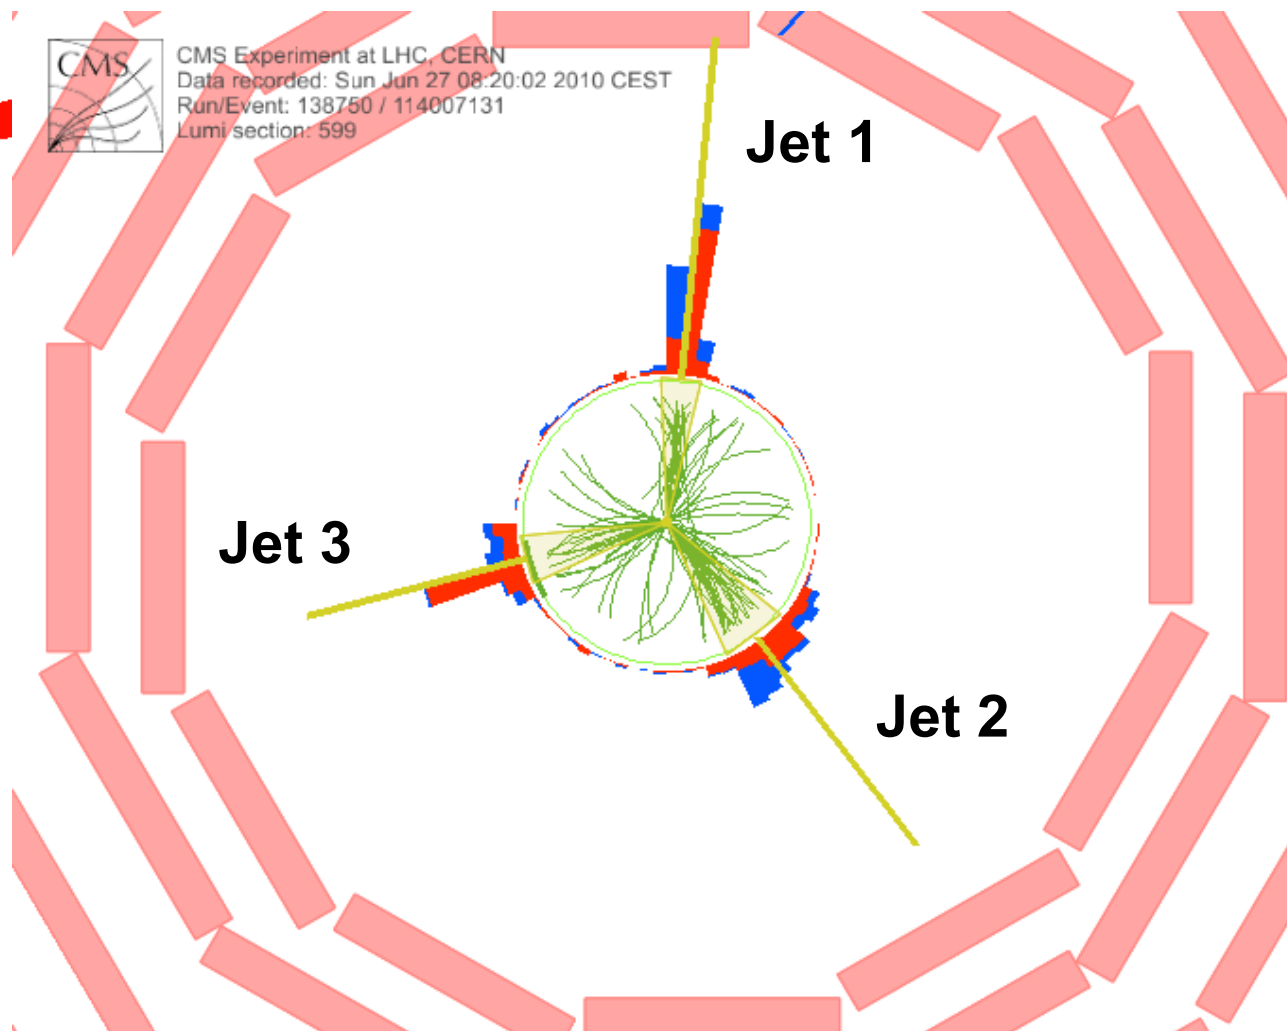 CMS
CMS Experiment at LHC, CERN
Data recorded: Sun Jun 27 08:20:02 2010 CEST
Run/Event: 138750 / 114007131
Lumi section: 599
Jet 1
Jet 3
Jet 2